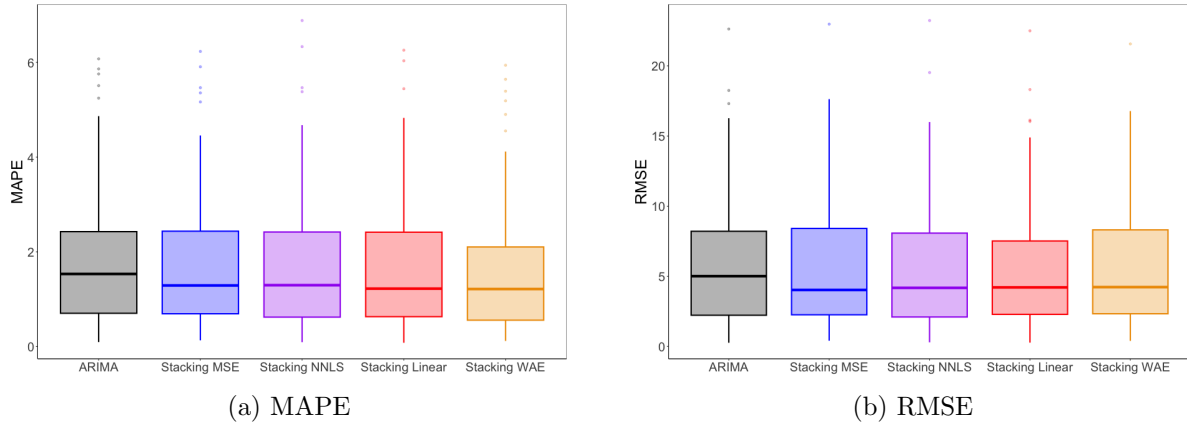 MAPE
6
4
2
0
ARIMA Stacking MSE Stacking NNLS Stacking Linear Stacking WAE
(a) MAPE
RMSE
20
15
10
5
0
ARIMA Stacking MSE Stacking NNLS Stacking Linear Stacking WAE
(b) RMSE